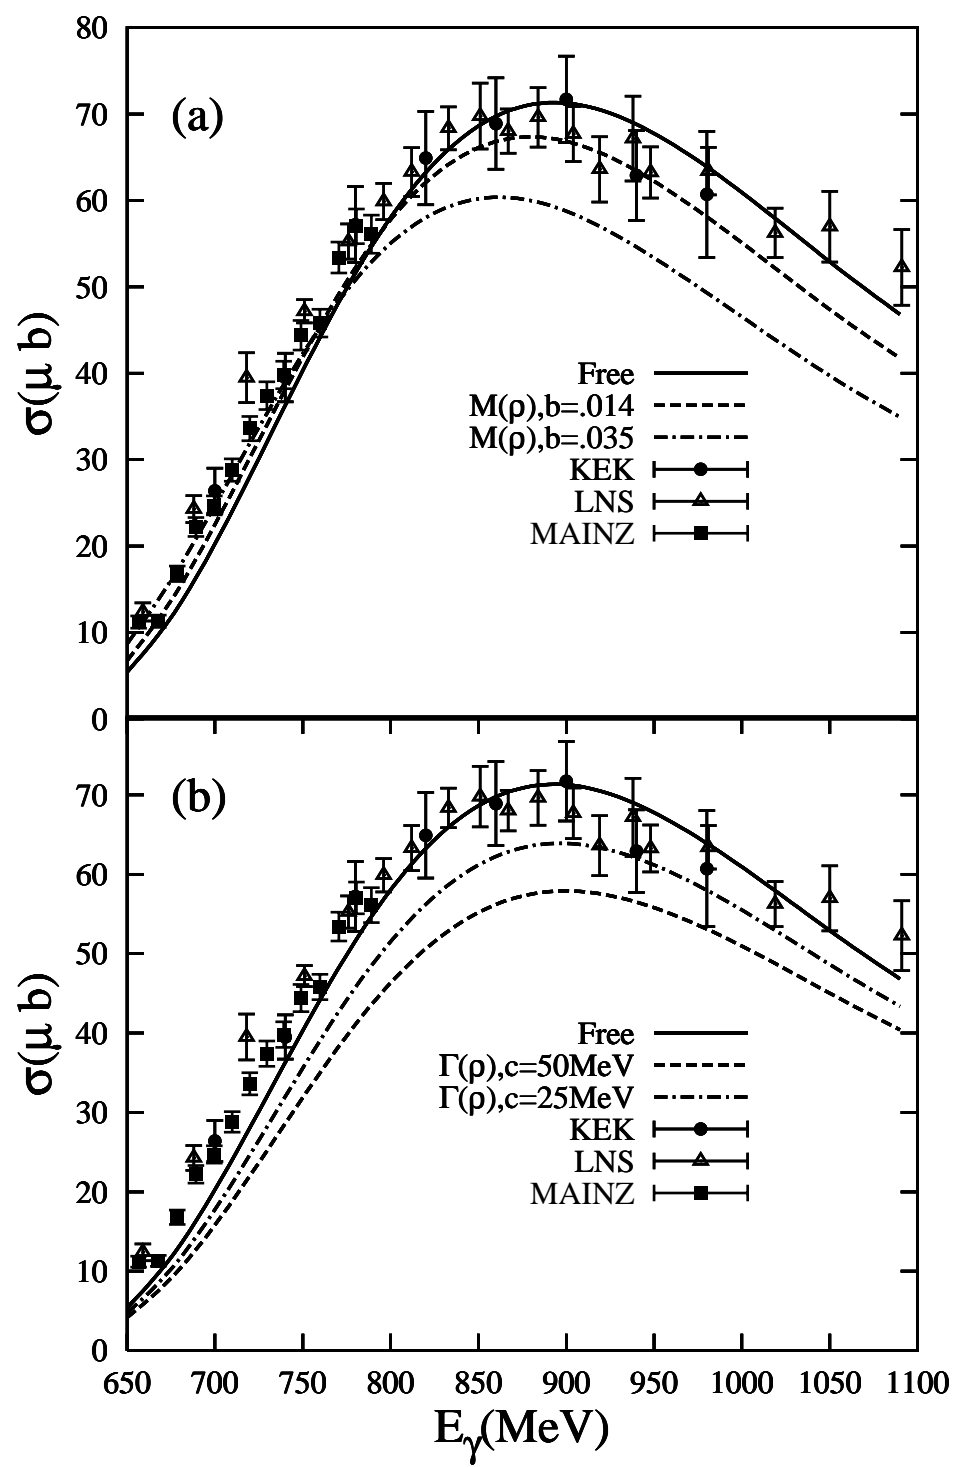 80
(a)
70
60
50
σ(μ b)
40
30
20
10
0
Free
M(ρ),b=.014
M(ρ),b=.035
KEK
LNS
MAINZ
(b)
70
60
50
σ(μ b)
40
30
20
10
0
Free
Γ(ρ),c=50MeV
Γ(ρ),c=25MeV
KEK
LNS
MAINZ
650 700 750 800 850 900 950 1000 1050 1100
Eγ(MeV)